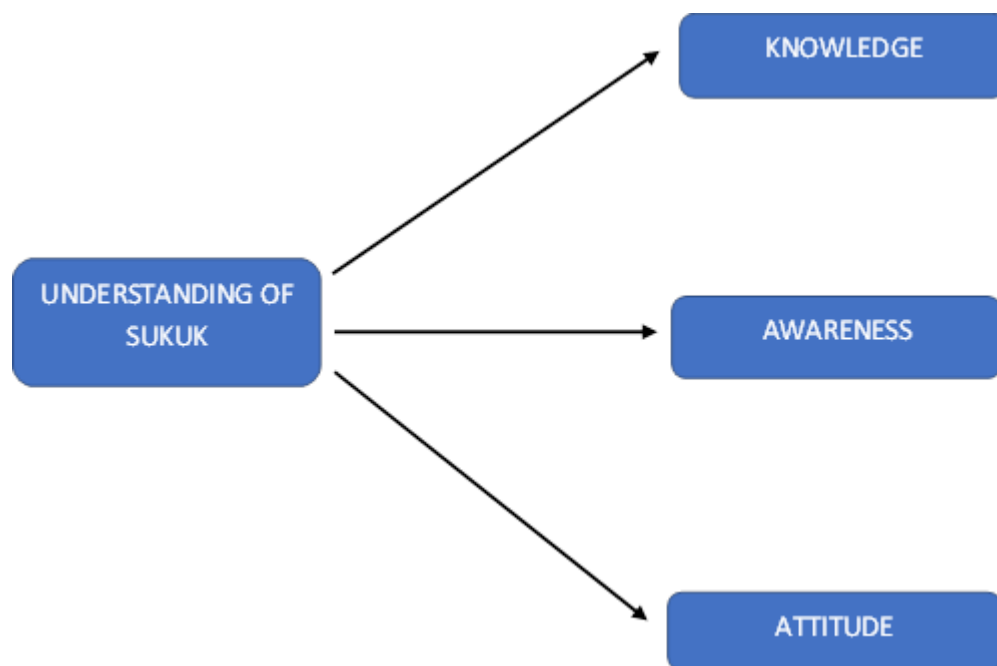 KNOWLEDGE
UNDERSTANDING OF
SUKUK
AWARENESS
ATTITUDE